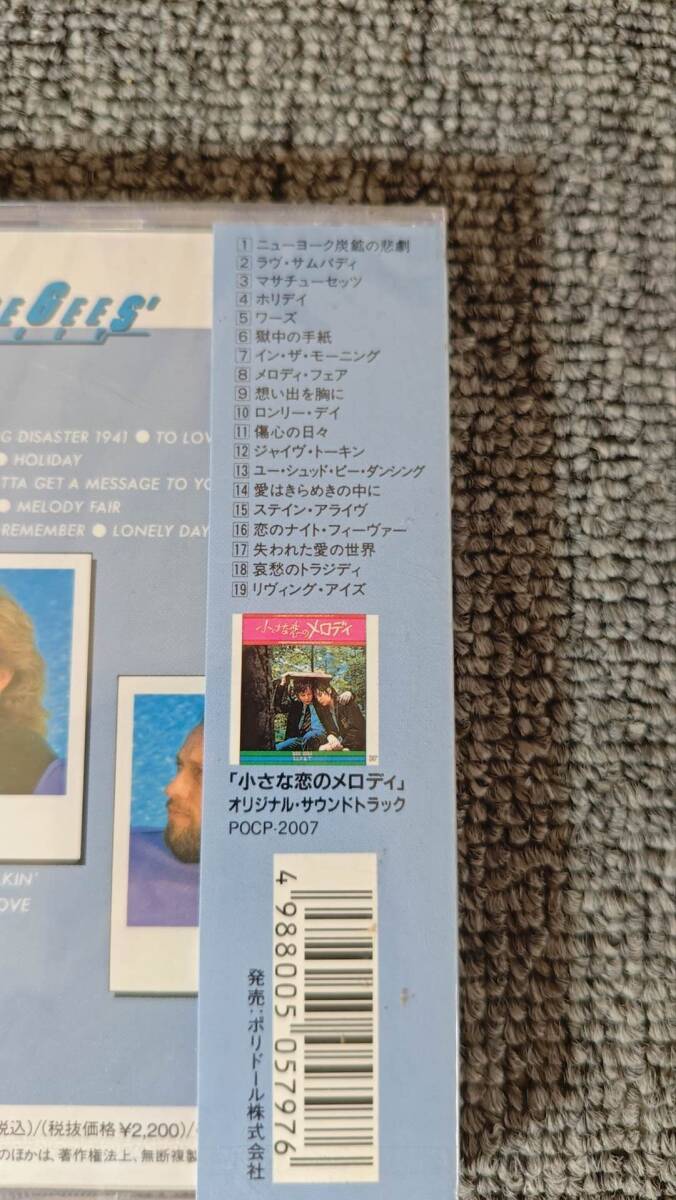 EEGEES'
1 ニューヨーク炭鉱の悲劇
2 ラヴ・サムバディ
3 マサチューセッツ
4 ホリデイ
5 ワーズ
6 獄中の手紙
7 イン・ザ・モーニング
8 メロディ・フェア
9 想い出を胸に
10 ロンリー・デイ
11 傷心の日々
12 ジャイヴ・トーキン
13 ユー・シュッド・ビー・ダンシング
14 愛はきらめきの中に
15 ステイン・アライヴ
16 恋のナイト・フィーヴァー
17 失われた愛の世界
18 哀愁のトラジディ
19 リヴィング・アイズ
小さな恋のメロディ
「小さな恋のメロディ」
オリジナル・サウンドトラック
POCP-2007
4 988005 057976
発売：ポリドール株式会社
G DISASTER 1941 ● TO LOV
● HOLIDAY
TTA GET A MESSAGE TO YO
● MELODY FAIR
REMEMBER ● LONELY DAY
KIN'
OVE
税込)/(税抜価格¥2,200)/
のほかは、著作権法上、無断複製